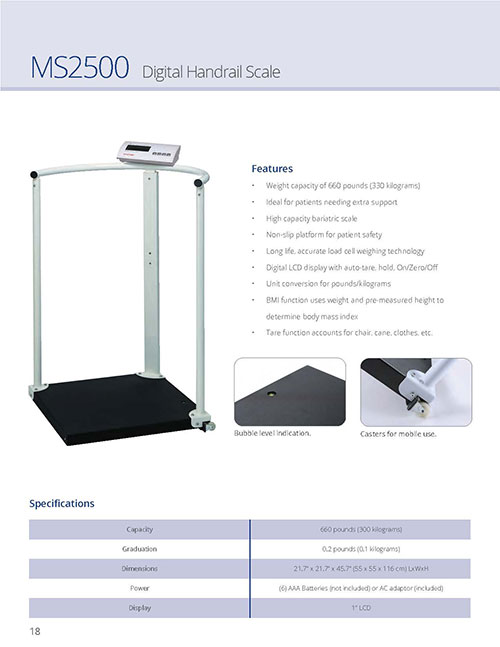 MS2500 Digital Handrail Scale
Features
• Weight capacity of 660 pounds (330 kilograms)
• Ideal for patients needing extra support
• High capacity bariatric scale
• Non-slip platform for patient safety
• Long life, accurate load cell weighing technology
• Digital LCD display with auto-tare, hold, On/Zero/Off
• Unit conversion for pounds/kilograms
• BMI function uses weight and pre-measured height to
determine body mass index
• Tare function accounts for chair, cane, clothes, etc.
Bubble level indication.
Casters for mobile use.
Specifications
Capacity 660 pounds (300 kilograms)
Graduation 0.2 pounds (0.1 kilograms)
Dimensions 21.7" x 21.7" x 45.7" (55 x 55 x 116 cm) LxWxH
Power (6) AAA Batteries (not included) or AC adaptor (included)
Display 1" LCD
18